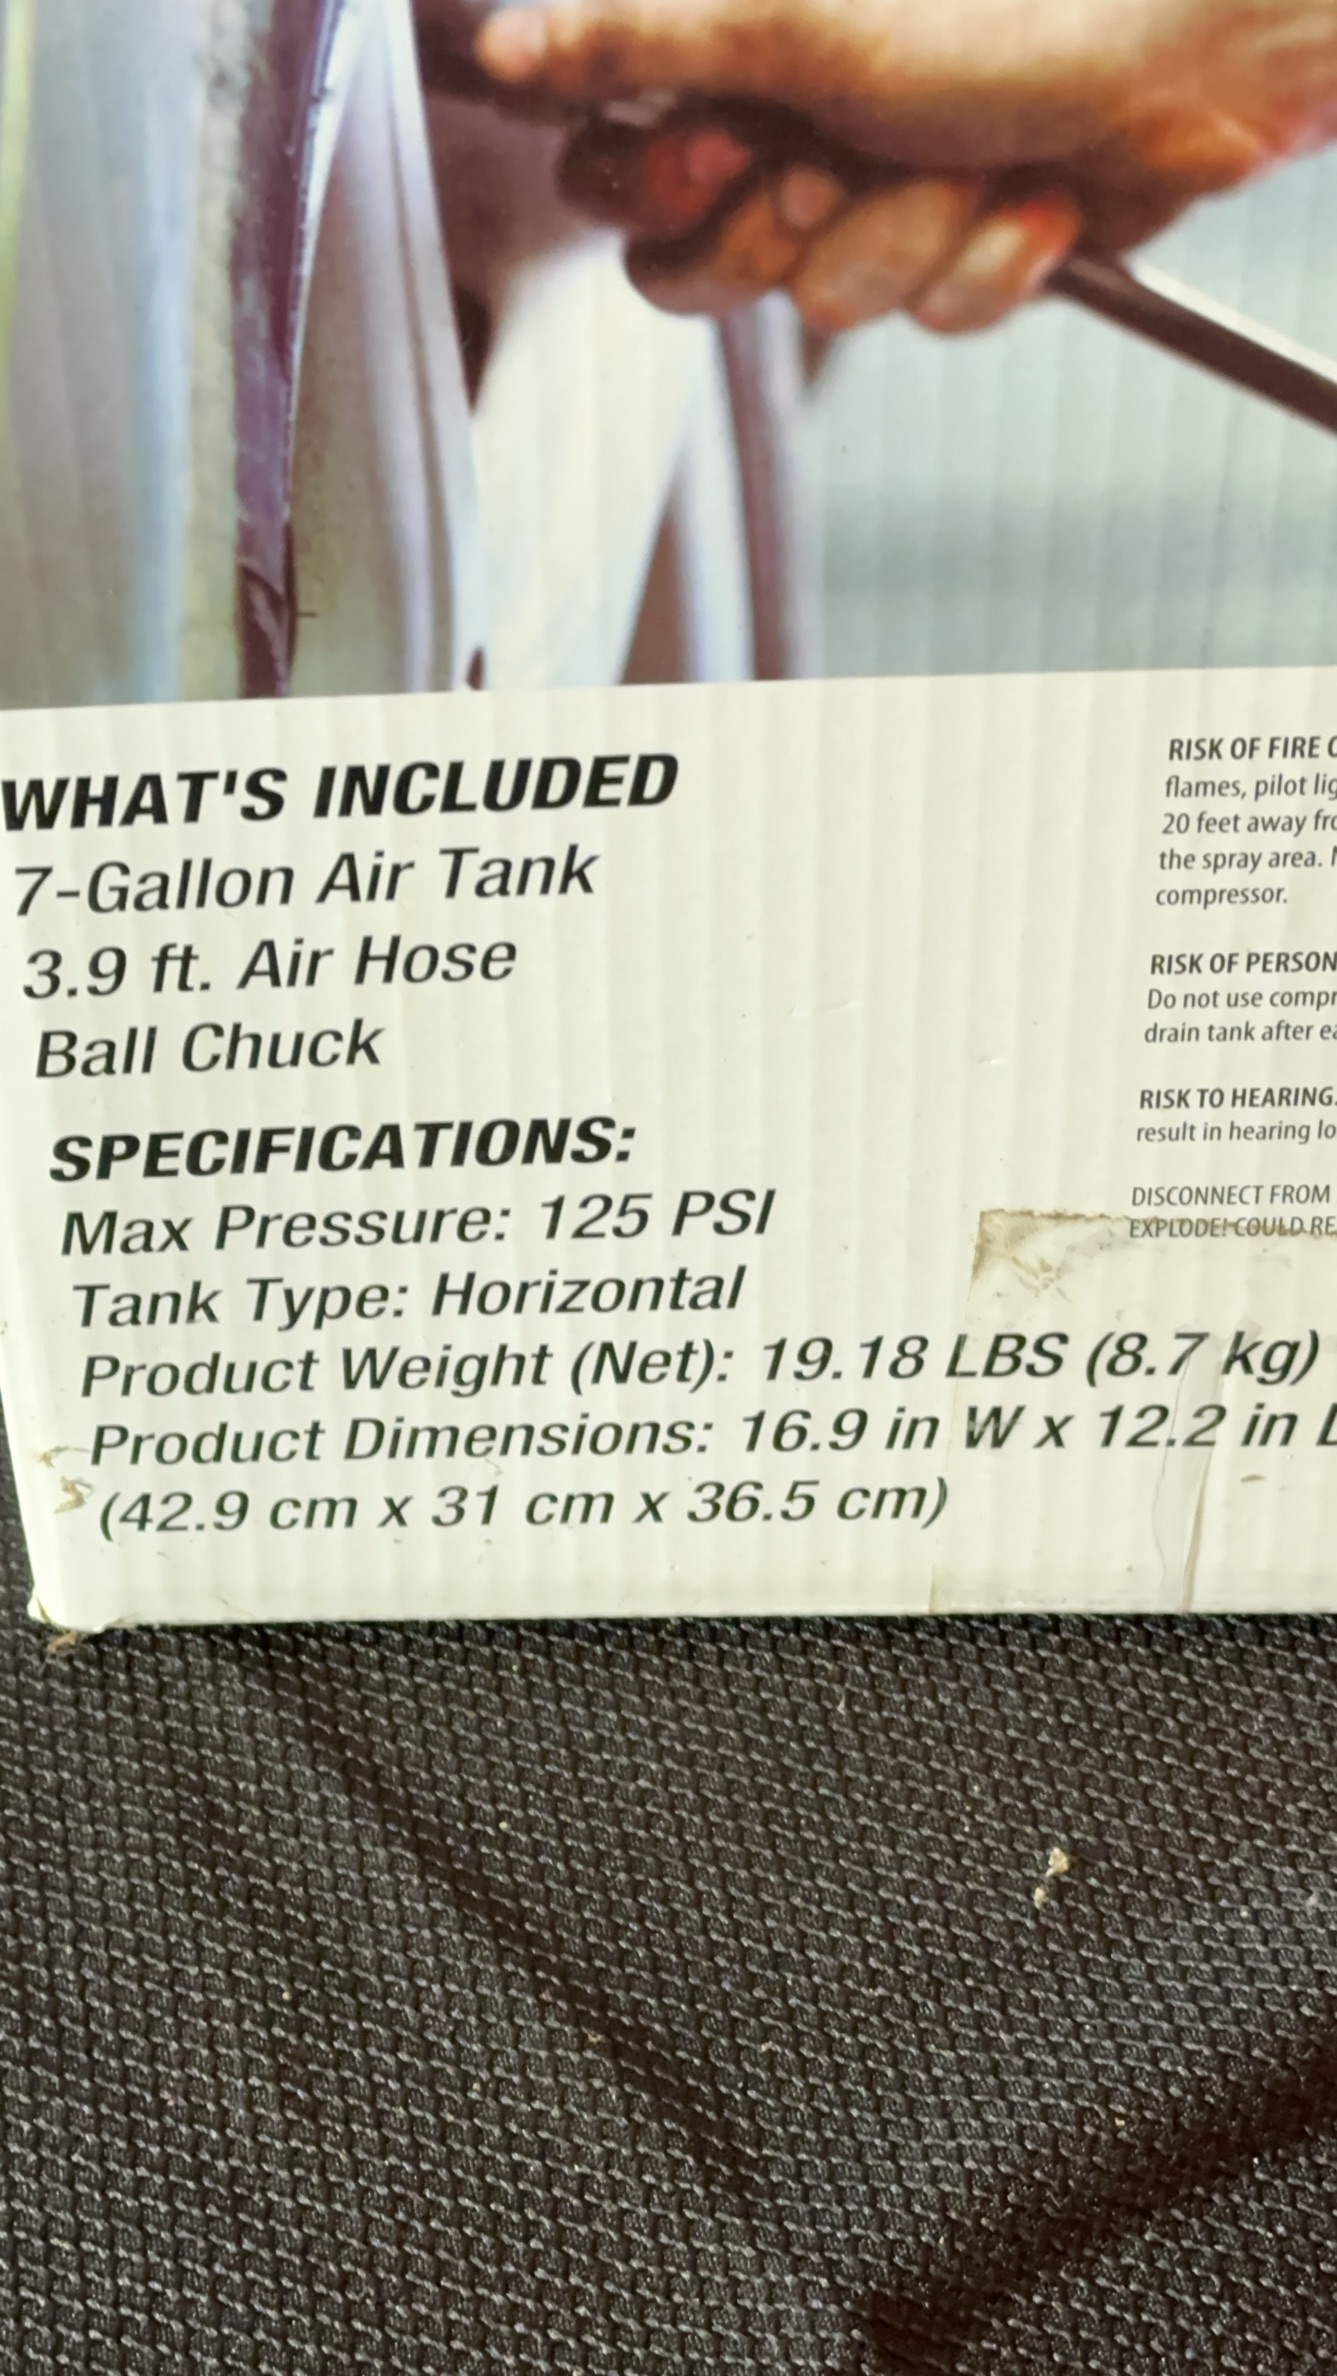 WHAT'S INCLUDED
7-Gallon Air Tank
3.9 ft. Air Hose
Ball Chuck
SPECIFICATIONS:
Max Pressure: 125 PSI
Tank Type: Horizontal
Product Weight (Net): 19.18 LBS (8.7 kg)
Product Dimensions: 16.9 in W x 12.2 in
(42.9 cm x 31 cm x 36.5 cm)
RISK OF FIRE
flames, pilot
20 feet away
the spray area.
compressor.
RISK OF
Do not use
drain tank after
RISK TO HEARING.
result in hearing
DISCONNECT FROM
EXPLODE! COULD